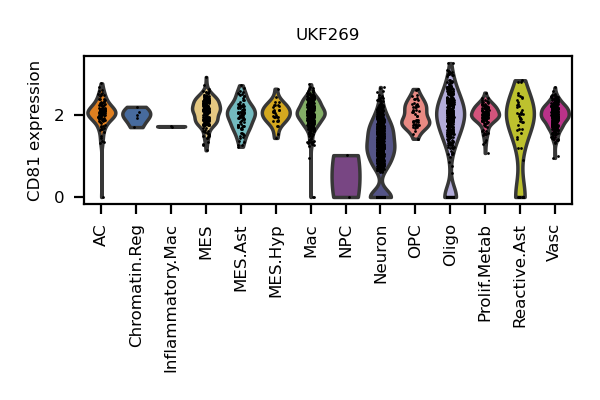 UKF269
CD81 expression
2
0
AC
Chromatin.Reg
Inflammatory.Mac
MES
MES.Ast
MES.Hyp
Mac
NPC
Neuron
OPC
Oligo
Prolif.Metab
Reactive.Ast
Vasc